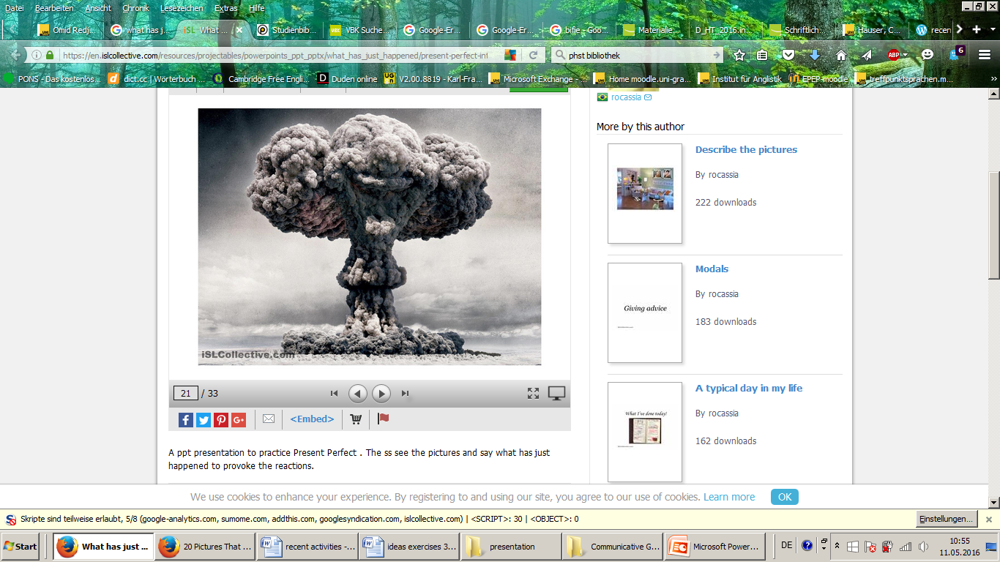 Datei Bearbeiten Ansicht Chronik Lesezeichen Extras Hilfe
Omid Redj... "what has j... iSL What ... Studienbib... VBK Suche... Google-Er... Google-Er... bifie - Goo... Materialie... D_HT_2016.in... Schriftlich... Hauser, C... recen
https://en.islcollective.com/resources/projectables/powerpoints_ppt_pptx/what_has_just_happened/present-perfect-int phst bibliothek ABP 6
PONS - Das kostenlos... dict.cc | Wörterbuch ... Cambridge Free Engli... Duden online V2.00.8819 - Karl-Fra... Microsoft Exchange - ... Home moodle.uni-gra... Institut für Anglistik EPEP-moodle treffpunktsprachen.m...
rocassia
More by this author
Describe the pictures
By rocassia
222 downloads
Modals
By rocassia
183 downloads
Giving advice
A typical day in my life
By rocassia
162 downloads
What I've done today!
iSLCollective.com
21 / 33
<Embed>
A ppt presentation to practice Present Perfect . The ss see the pictures and say what has just
happened to provoke the reactions.
We use cookies to enhance your experience. By registering to and using our site, you agree to our use of cookies. Learn more OK
Skripte sind teilweise erlaubt, 5/8 (google-analytics.com, sumome.com, addthis.com, googlesyndication.com, islcollective.com) | <SCRIPT>: 30 | <OBJECT>: 0 Einstellungen...
Start What has just ... 20 Pictures That ... recent activities -... ideas exercises 3... presentation Communicative G... Microsoft Power... DE 10:55
11.05.2016